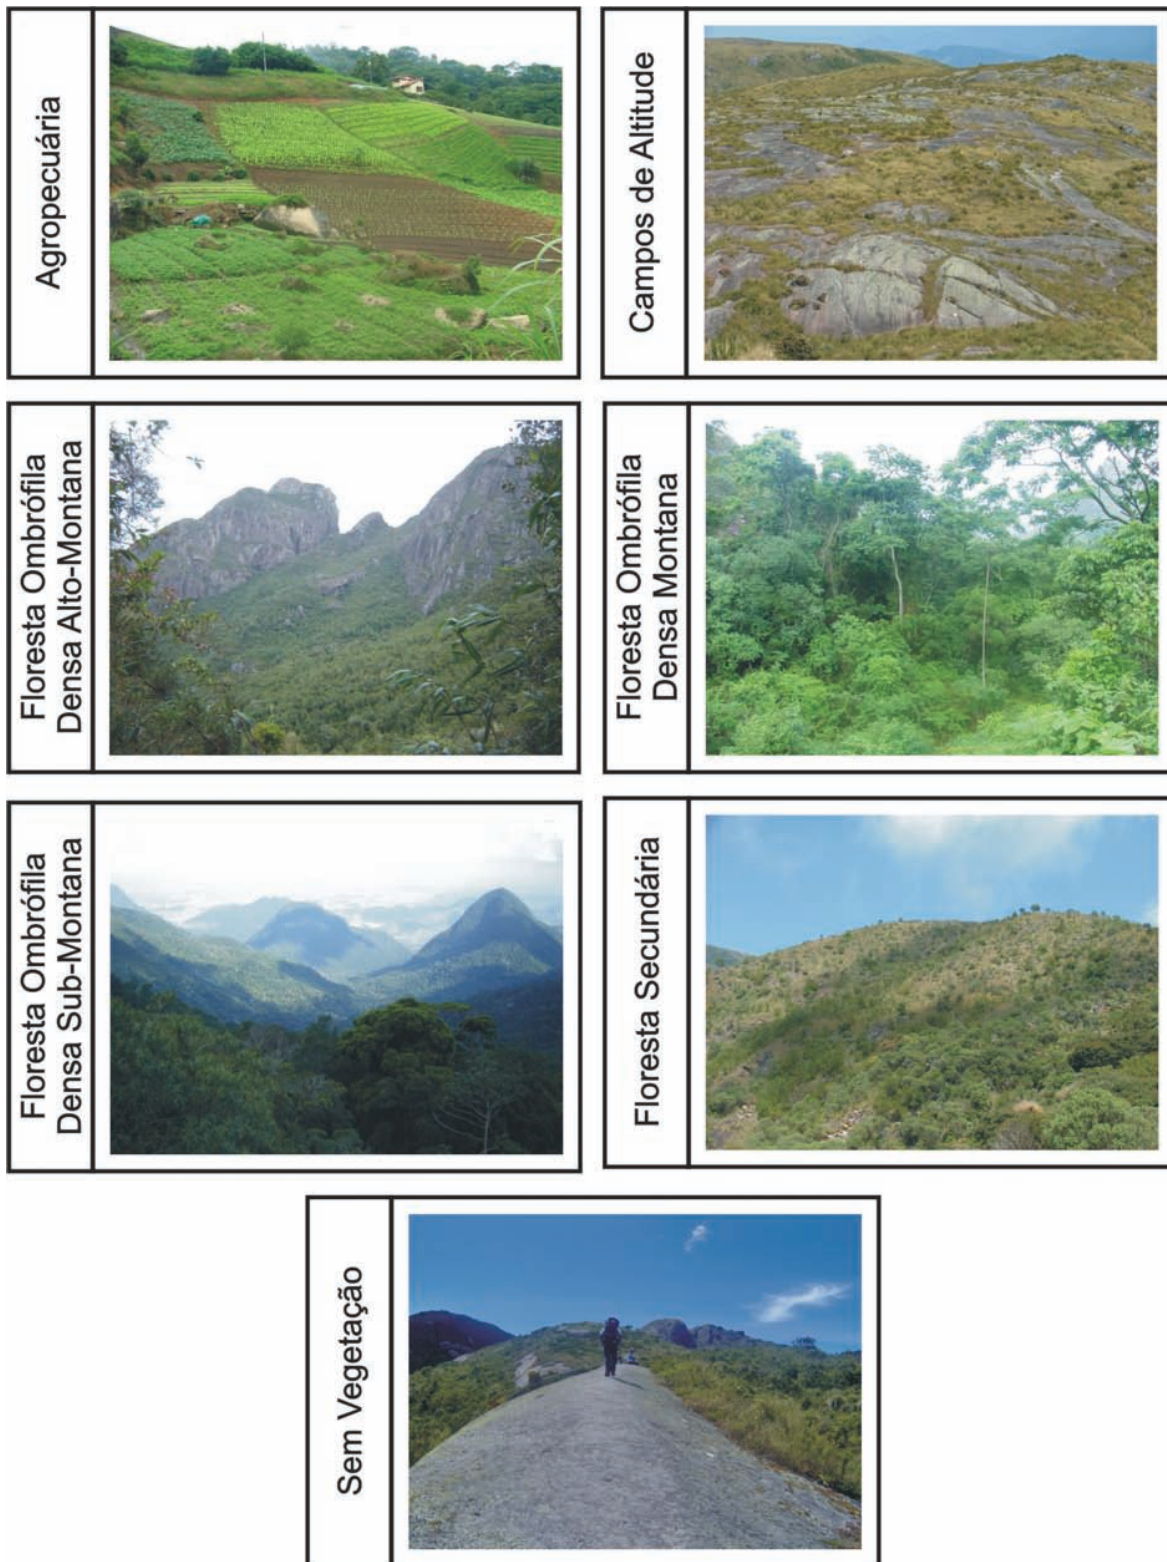 Agropecuária
Campos de Altitude
Floresta Ombrófila
Densa Alto-Montana
Floresta Ombrófila
Densa Montana
Floresta Ombrófila
Densa Sub-Montana
Floresta Secundária
Sem Vegetação